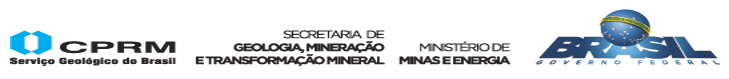 CPRM
Serviço Geológico do Brasil
SECRETARIA DE
GEOLOGIA, MINERAÇÃO
E TRANSFORMAÇÃO MINERAL
MINISTÉRIO DE
MINAS E ENERGIA
BRASIL
GOVERNO FEDERAL